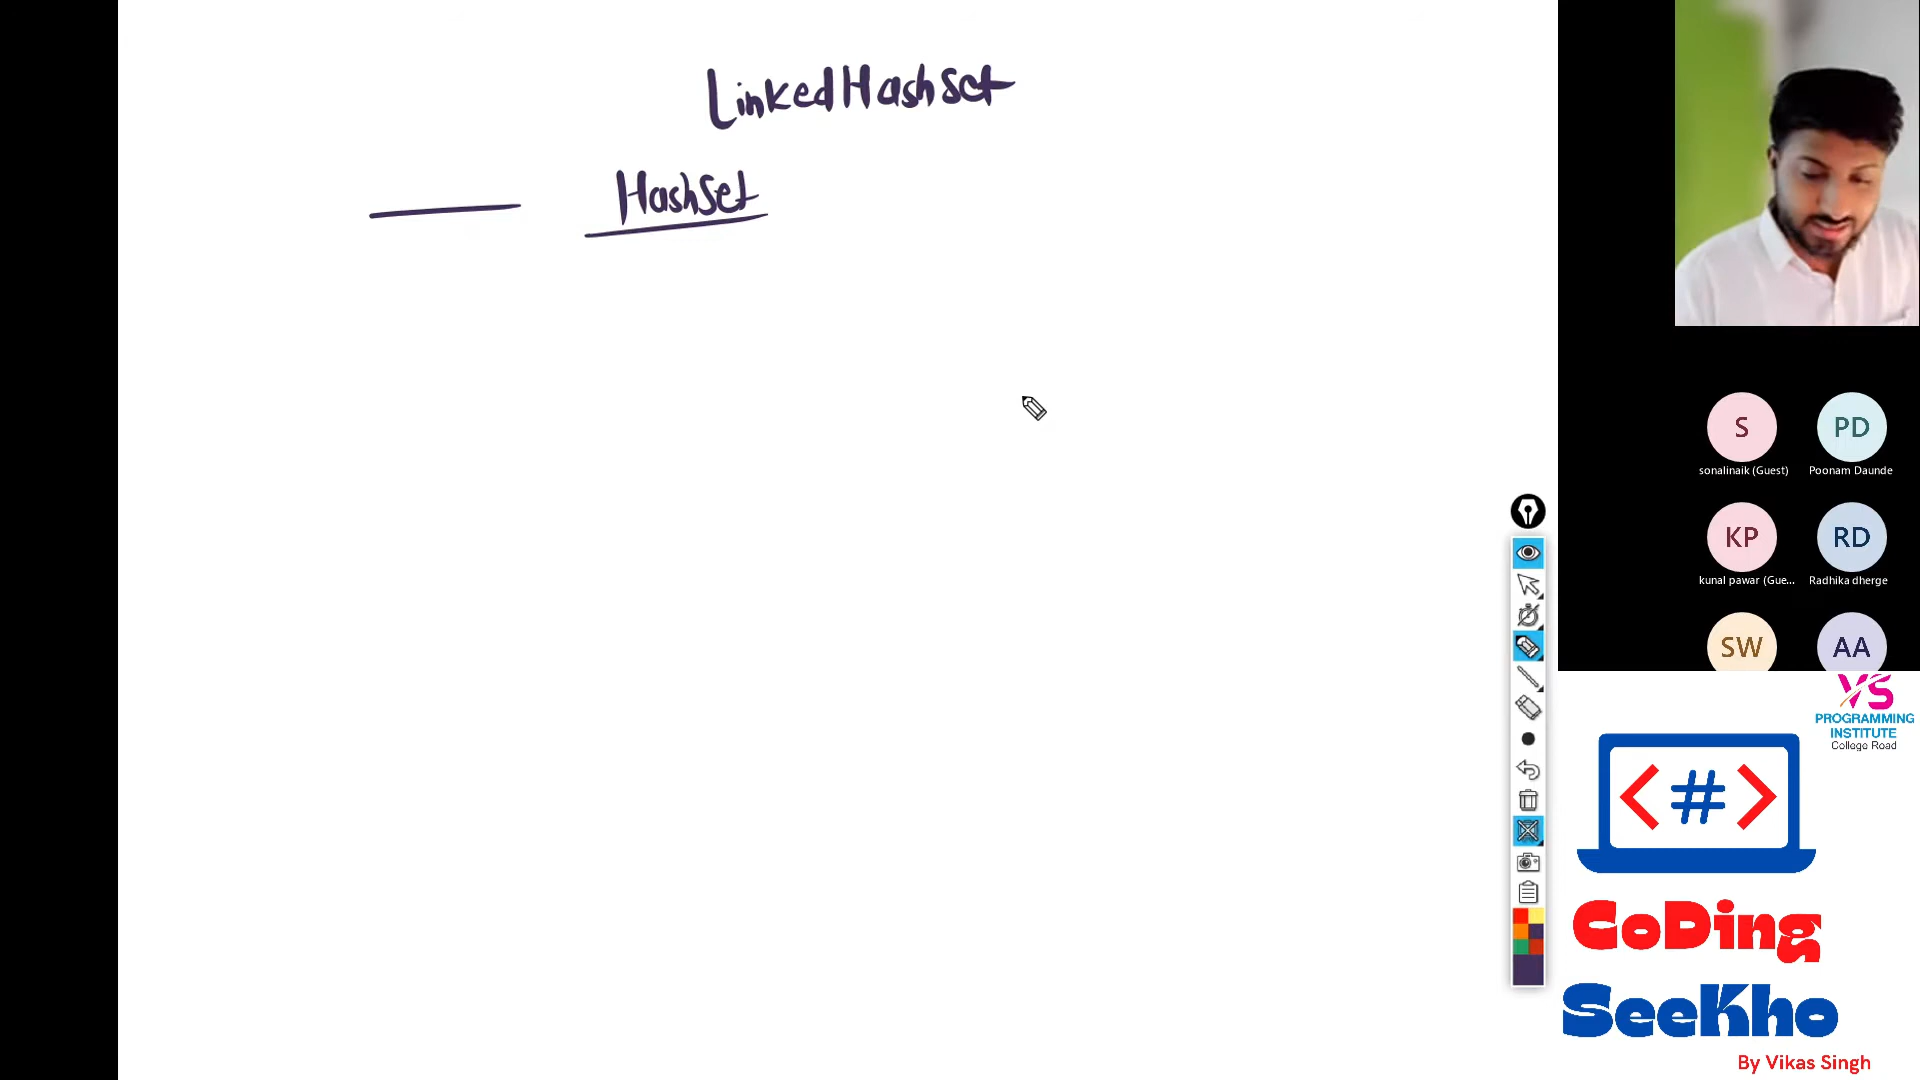 LinkedHashSet
HashSet
S
PD
sonalinaik (Guest)
Poonam Daunde
KP
RD
kunal pawar (Gue...
Radhika dherge
SW
AA
VS
PROGRAMMING
INSTITUTE
College Road
<#>
CoDing
SeeKho
By Vikas Singh